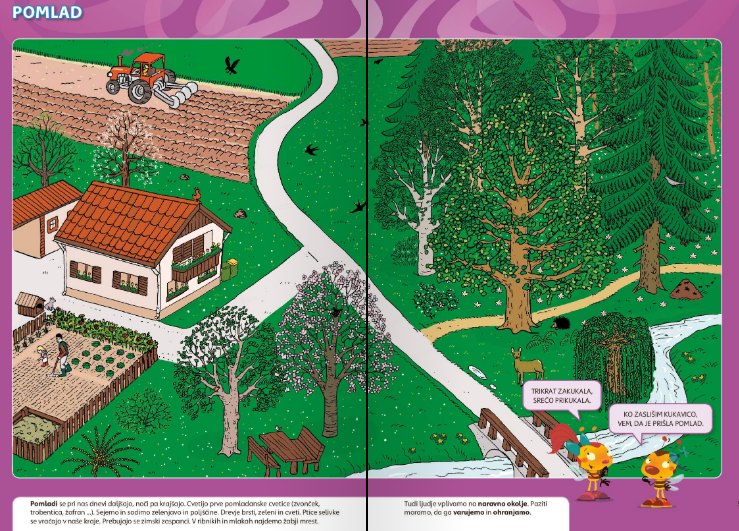 POMLAD
TRIKRAT ZAKUKALA,
SREČO PRIKUKALA.
KO ZASLIŠIM KUKAVICO,
VEM, DA JE PRIŠLA POMLAD.
Pomladi se pri nas dnevi daljšajo, noči pa krajšajo. Cvetijo prve pomladanske cvetice (zvonček,
trobentica, žafran ...). Sejemo in sadimo zelenjavo in poljščine. Drevje brsti, zeleni in cveti. Ptice selivke
se vračajo v naše kraje. Prebujajo se zimski zaspanci. V ribnikih in mlakah najdemo žabji mrest.
Tudi ljudje vplivamo na naravno okolje. Paziti
moramo, da ga varujemo in ohranjamo.